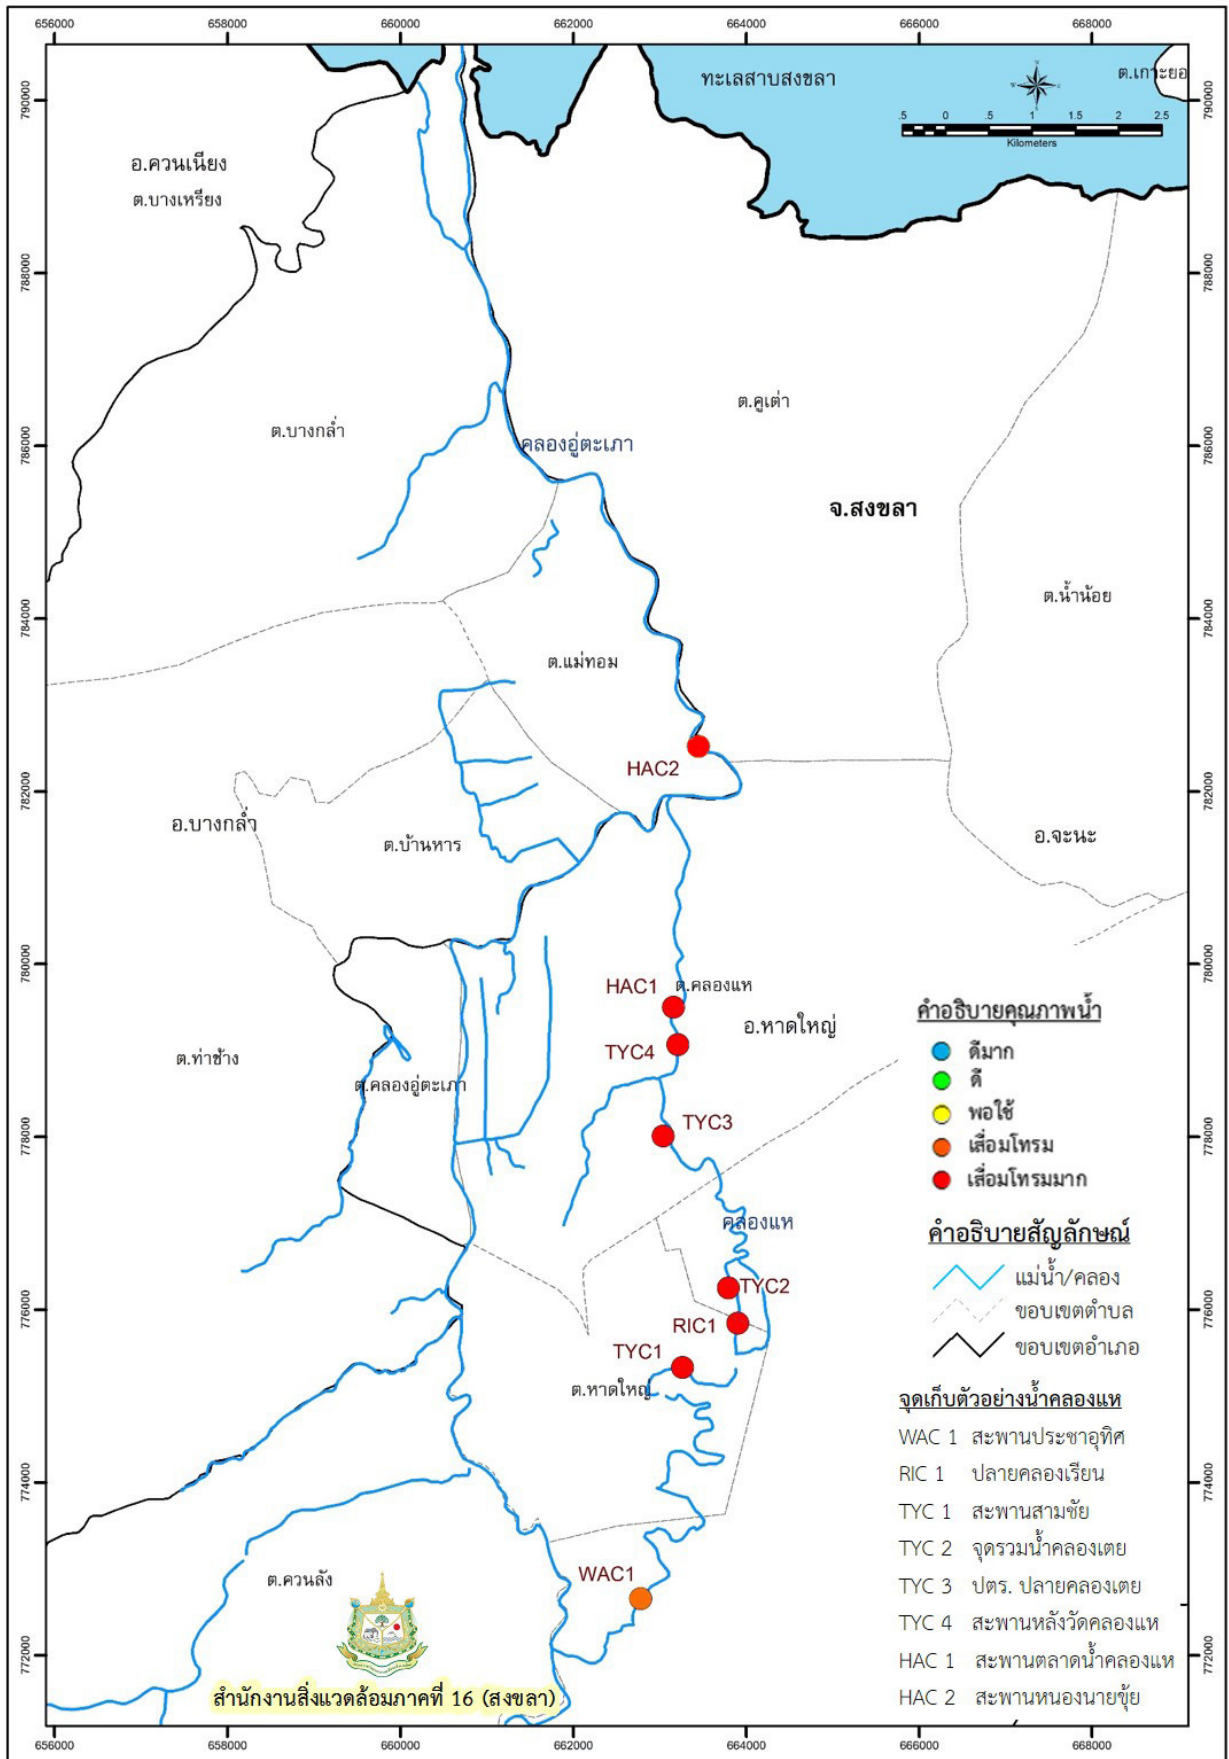 656000 658000 660000 662000 664000 666000 668000
ทะเลสาบสงขลา
ต.เกาะยอ
.5 0 .5 1 1.5 2 2.5
Kilometers
790000 790000
อ.ควนเนียง
ต.บางเหรียง
788000 788000
ต.คูเต่า
ต.บางกล่ำ
คลองอู่ตะเภา
786000 786000
จ.สงขลา
ต.น้ำน้อย
784000 784000
ต.แม่ทอม
HAC2
782000 782000
อ.บางกล่ำ
ต.บ้านหาร
อ.จะนะ
780000 780000
HAC1
ต.คลองแห
อ.หาดใหญ่
TYC4
ต.ท่าช้าง
ต.คลองอู่ตะเภา
TYC3
778000 778000
คลองแห
TYC2
776000 776000
RIC1
TYC1
ต.หาดใหญ่
774000 774000
WAC1
ต.ควนลัง
772000 772000
สำนักงานสิ่งแวดล้อมภาคที่ 16 (สงขลา)
คำอธิบายคุณภาพน้ำ
ดีมาก
ดี
พอใช้
เสื่อมโทรม
เสื่อมโทรมมาก
คำอธิบายสัญลักษณ์
แม่น้ำ/คลอง
ขอบเขตตำบล
ขอบเขตอำเภอ
จุดเก็บตัวอย่างน้ำคลองแห
WAC 1 สะพานประชาอุทิศ
RIC 1 ปลายคลองเรียน
TYC 1 สะพานสามชัย
TYC 2 จุดรวมน้ำคลองเตย
TYC 3 ปตร. ปลายคลองเตย
TYC 4 สะพานหลังวัดคลองแห
HAC 1 สะพานตลาดน้ำคลองแห
HAC 2 สะพานหนองนายขุ้ย
656000 658000 660000 662000 664000 666000 668000